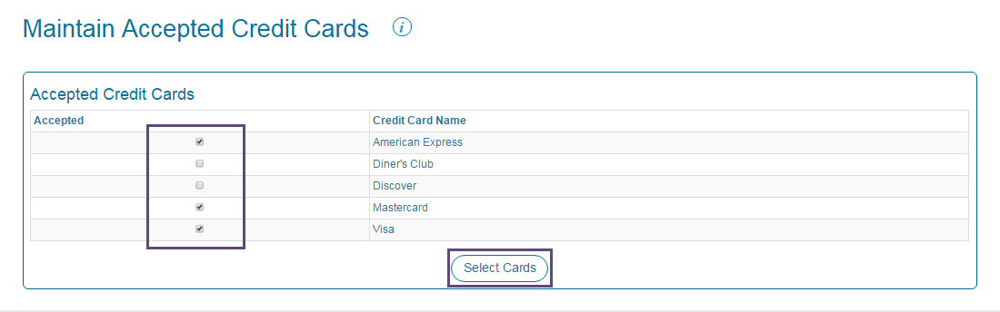 Maintain Accepted Credit Cards i
Accepted Credit Cards
Accepted Credit Card Name
American Express
Diner's Club
Discover
Mastercard
Visa
Select Cards